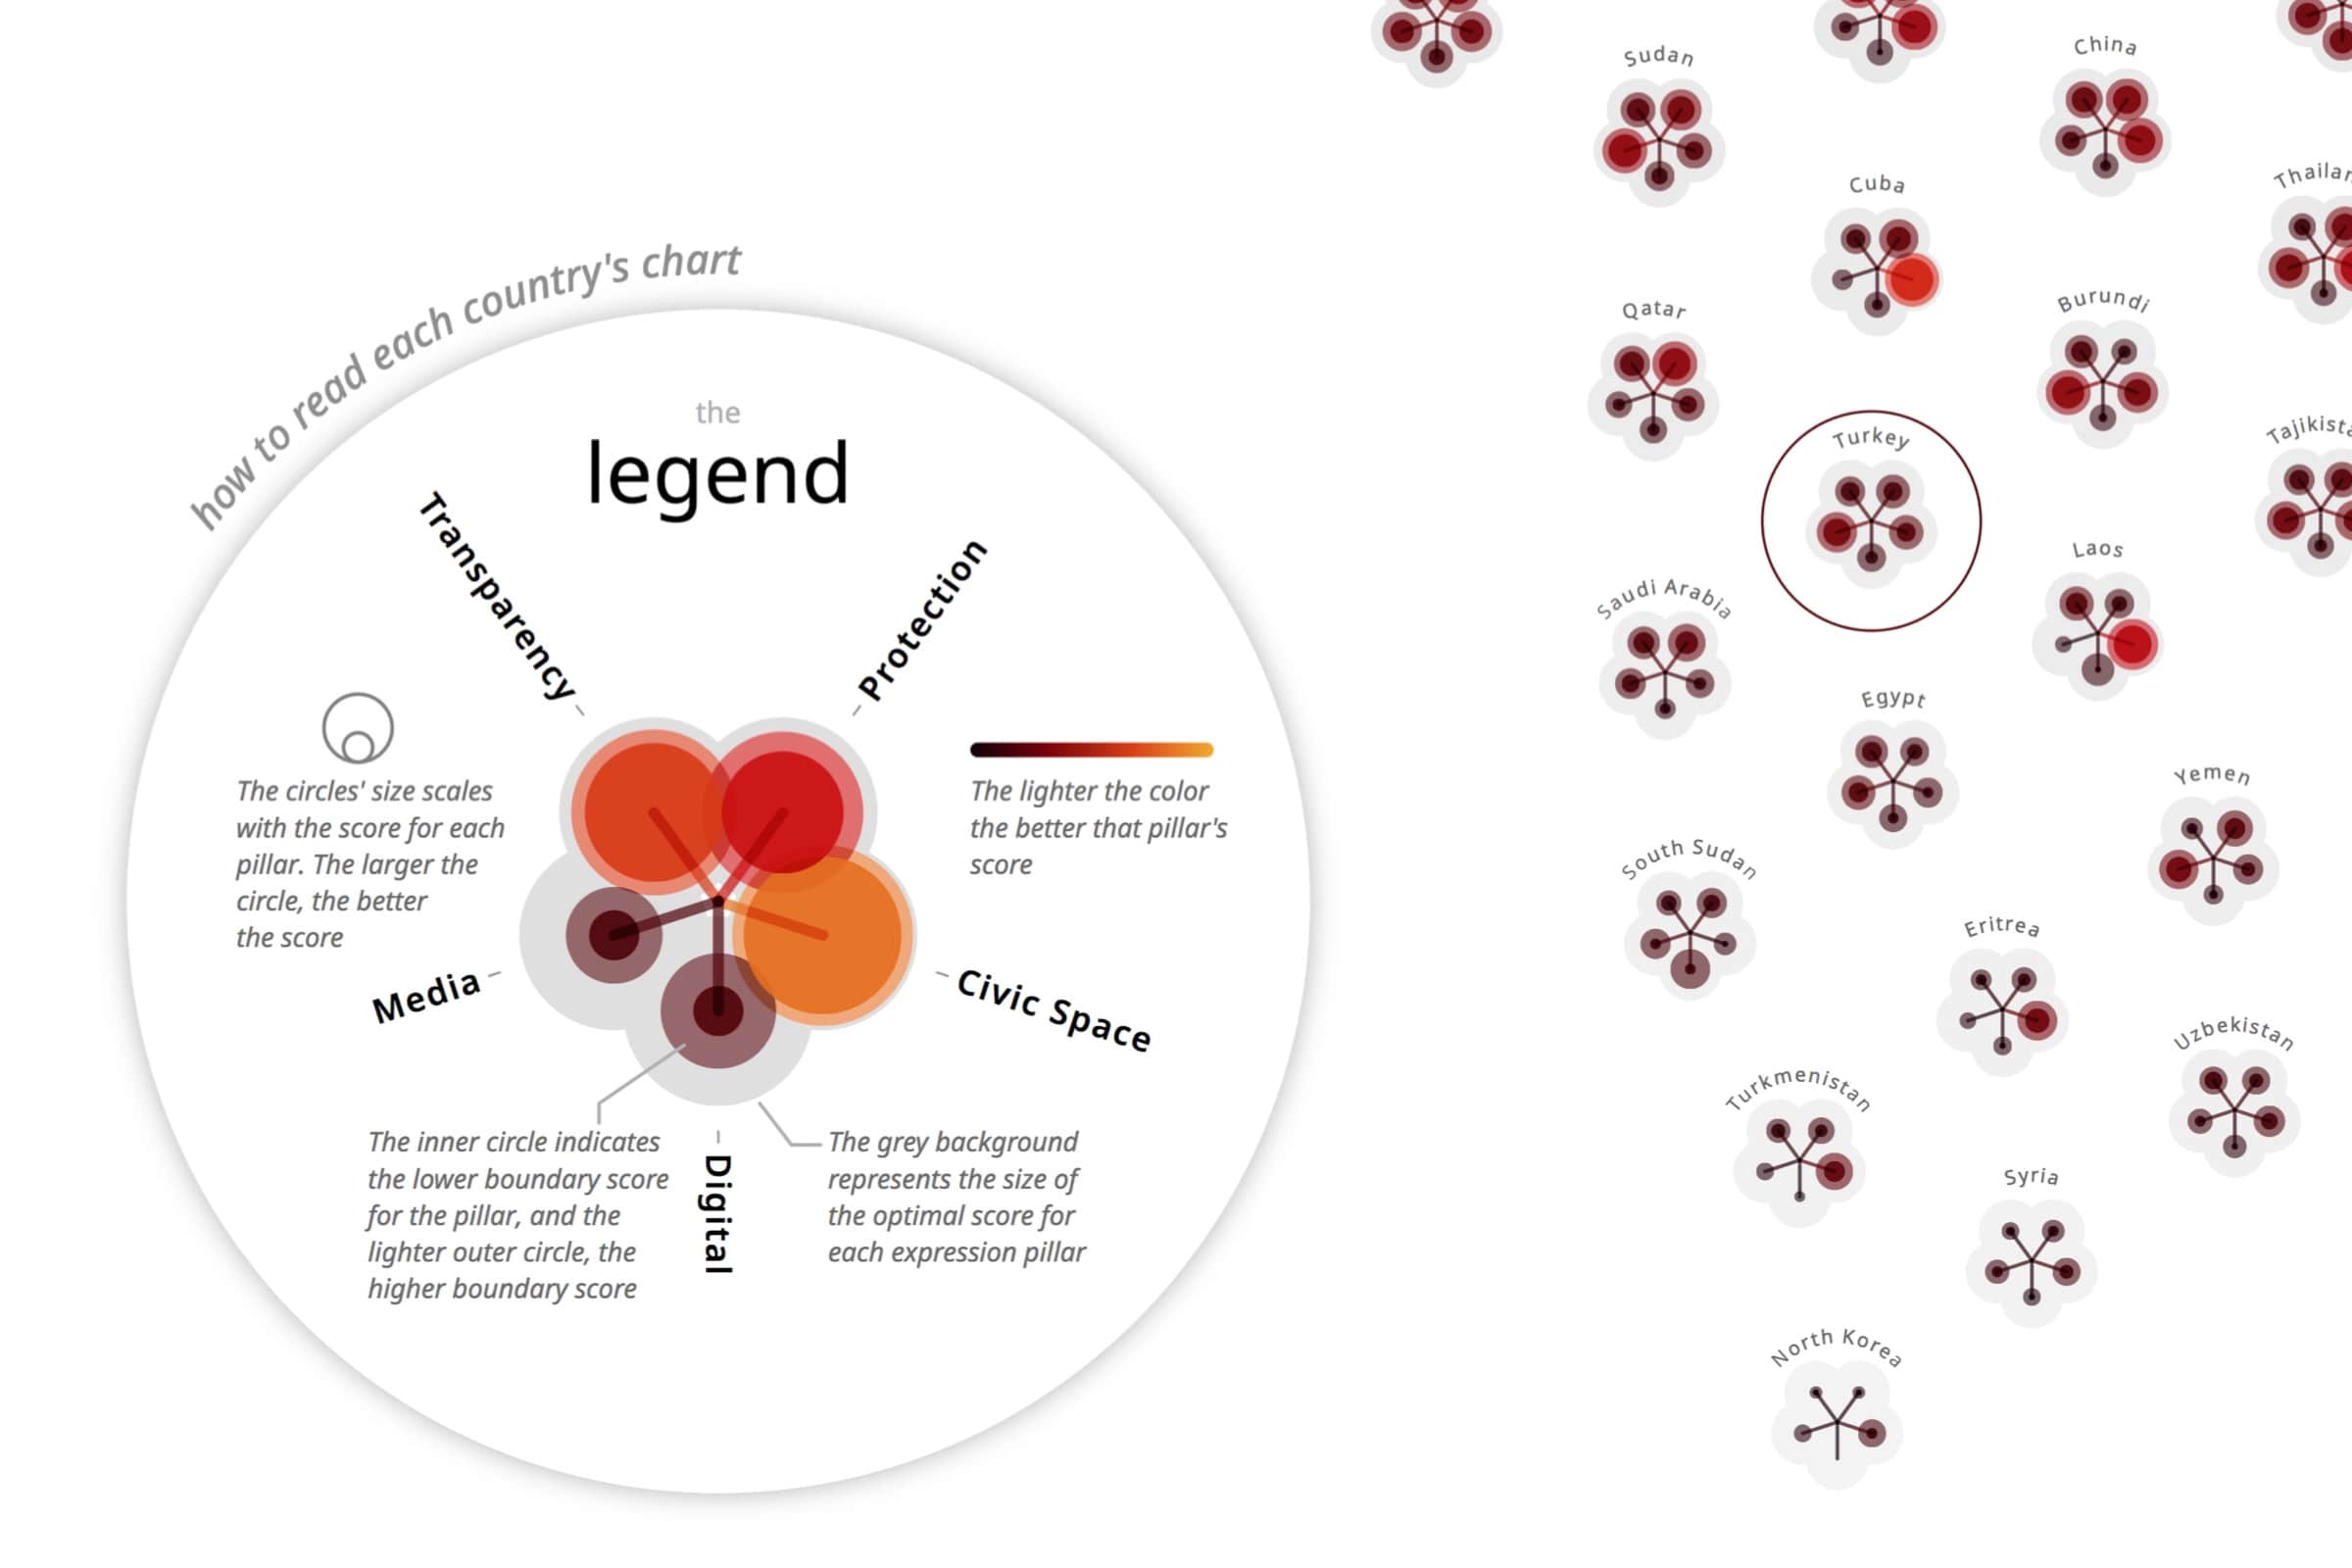 how to read each country's chart
the
legend
Transparency
Protection
The circles' size scales
with the score for each
pillar. The larger the
circle, the better
the score
The lighter the color
the better that pillar's
score
Media
Civic Space
The inner circle indicates
the lower boundary score
for the pillar, and the
lighter outer circle, the
higher boundary score
Digital
The grey background
represents the size of
the optimal score for
each expression pillar
Sudan
China
Cuba
Qatar
Burundi
Turkey
Laos
Saudi Arabia
Egypt
Yemen
South Sudan
Eritrea
Uzbekistan
Turkmenistan
Syria
North Korea